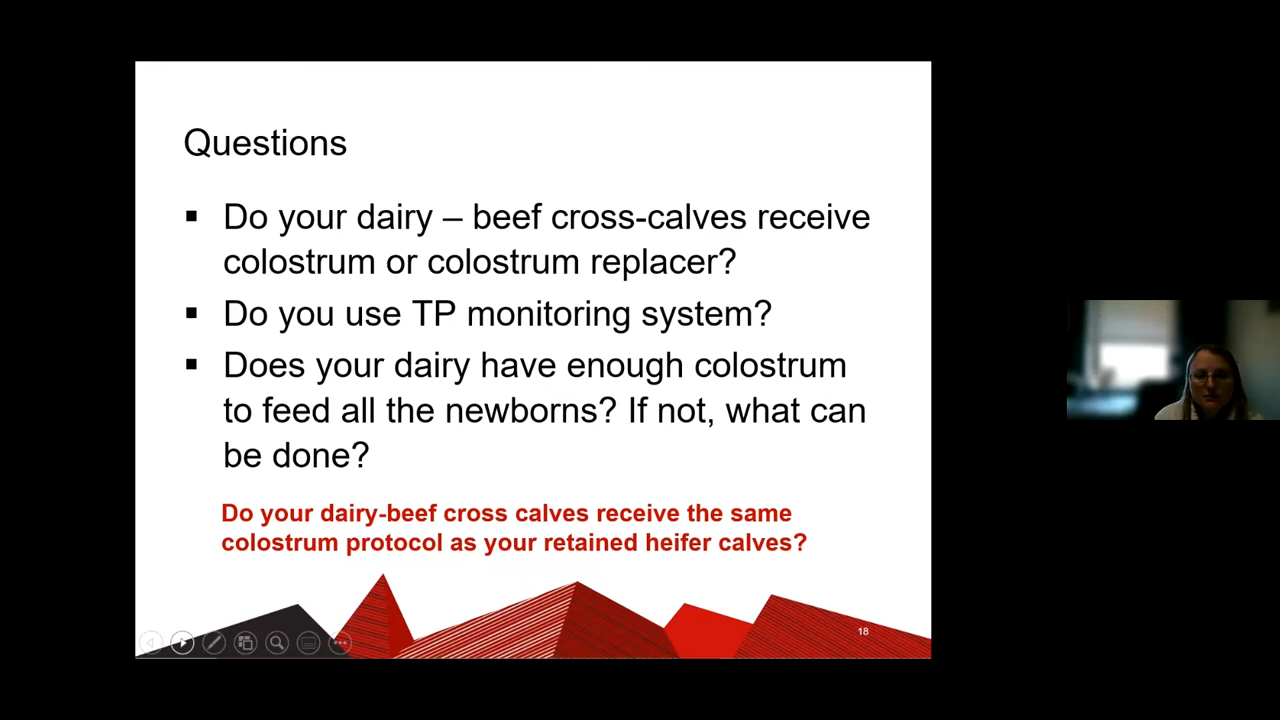 Questions
▪ Do your dairy – beef cross-calves receive
colostrum or colostrum replacer?
▪ Do you use TP monitoring system?
▪ Does your dairy have enough colostrum
to feed all the newborns? If not, what can
be done?
Do your dairy-beef cross calves receive the same
colostrum protocol as your retained heifer calves?
18